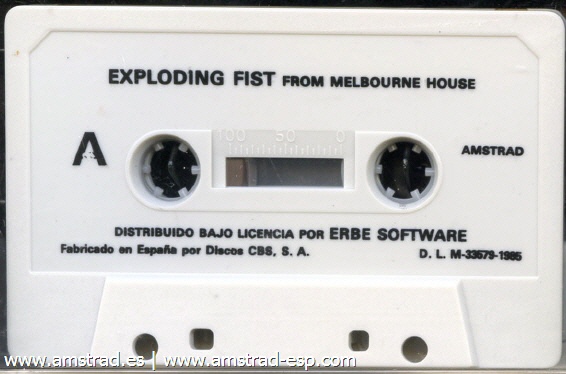 EXPLODING FIST FROM MELBOURNE HOUSE
100 50 0
A
AMSTRAD
DISTRIBUIDO BAJO LICENCIA POR ERBE SOFTWARE
Fabricado en España por Discos CBS, S. A. D. L. M-33579-1985
www.amstrad.es | www.amstrad-esp.com